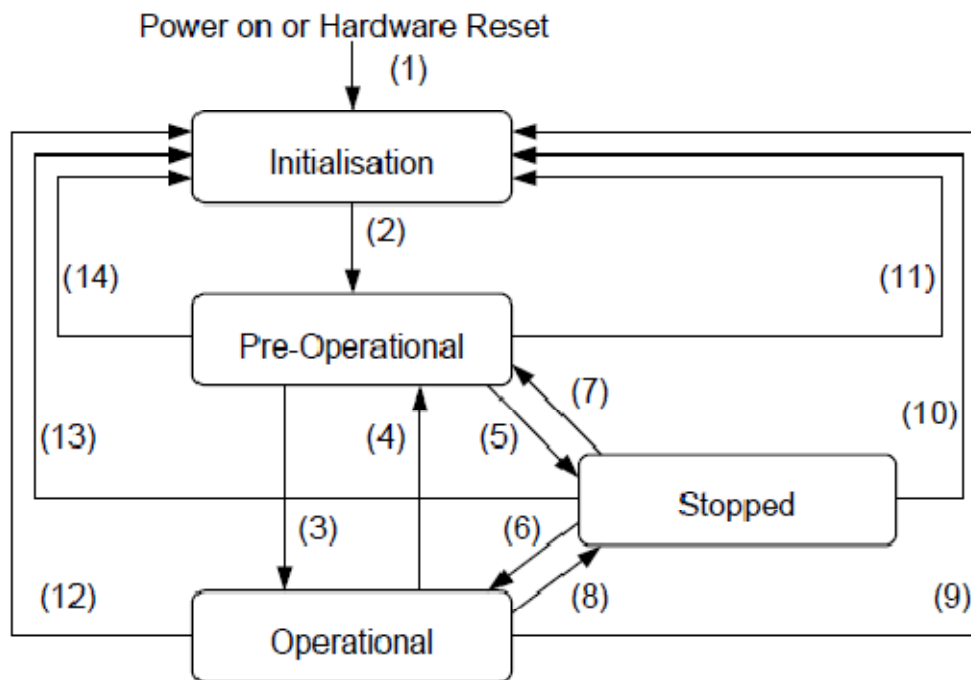 Power on or Hardware Reset
(1)
Initialisation
(2)
(14)
(11)
Pre-Operational
(7)
(10)
(13)
(4)
(5)
Stopped
(3)
(6)
(12)
(8)
(9)
Operational